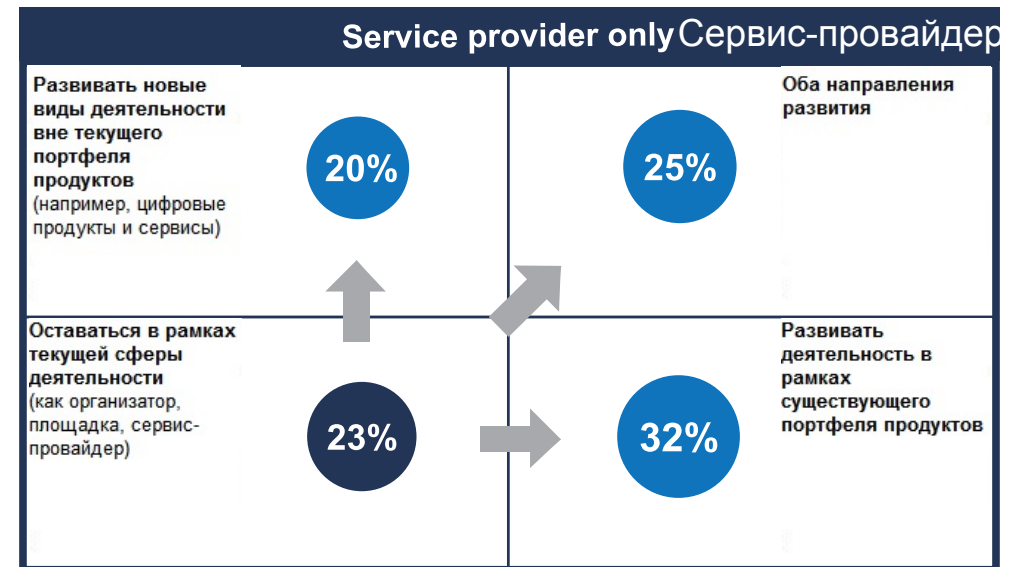 Service provider only Сервис-провайдер
Развивать новые
виды деятельности
вне текущего
портфеля
продуктов
(например, цифровые
продукты и сервисы)
20%
25%
Оба направления
развития
Оставаться в рамках
текущей сферы
деятельности
(как организатор,
площадка, сервис-
провайдер)
23%
32%
Развивать
деятельность в
рамках
существующего
портфеля продуктов